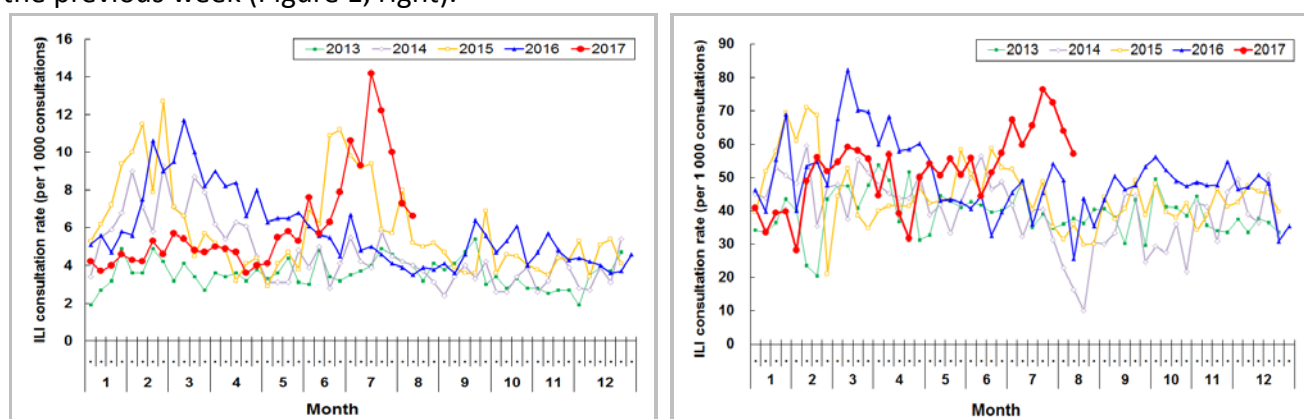 the previous week (Figure 1, right).
16
14
12
10
8
6
4
2
0
ILI consultation rate (per 1 000 consultations)
2013 2014 2015 2016 2017
1 2 3 4 5 6 7 8 9 10 11 12
Month
90
80
70
60
50
40
30
20
10
0
ILI consultation rate (per 1 000 consultations)
2013 2014 2015 2016 2017
1 2 3 4 5 6 7 8 9 10 11 12
Month